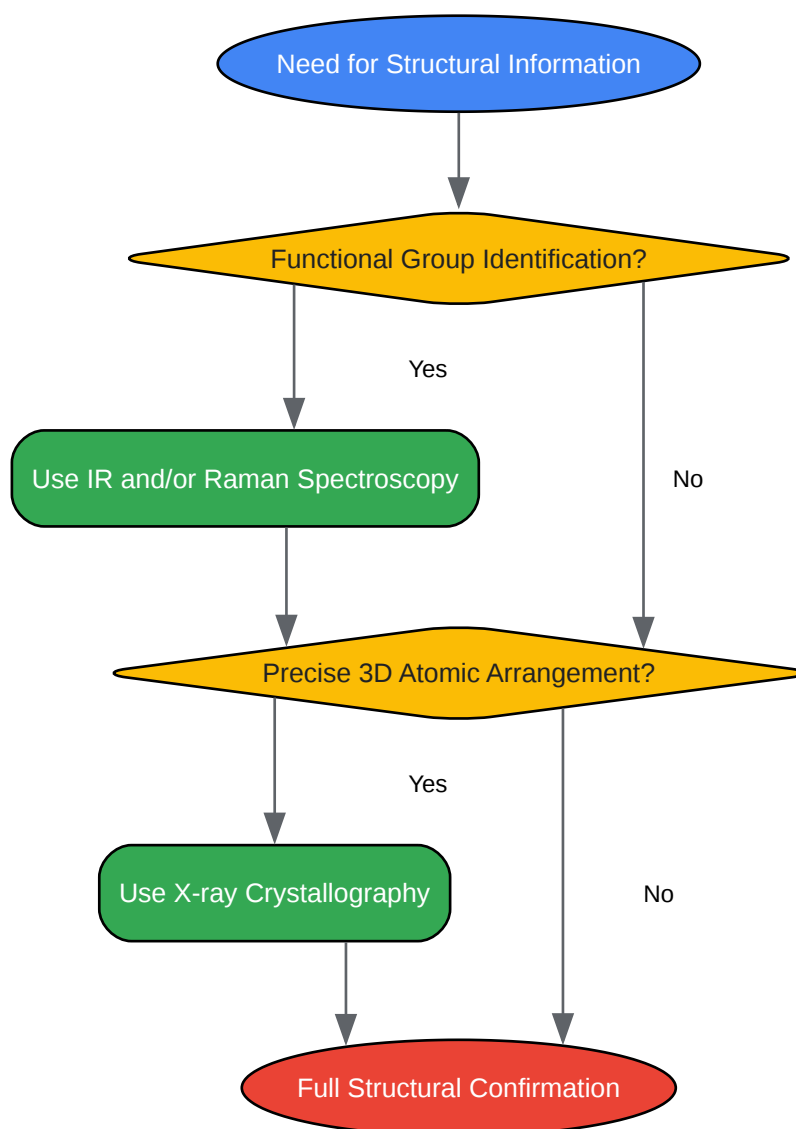 Need for Structural Information
Functional Group Identification?
Yes
Use IR and/or Raman Spectroscopy
No
Precise 3D Atomic Arrangement?
Yes
Use X-ray Crystallography
No
Full Structural Confirmation